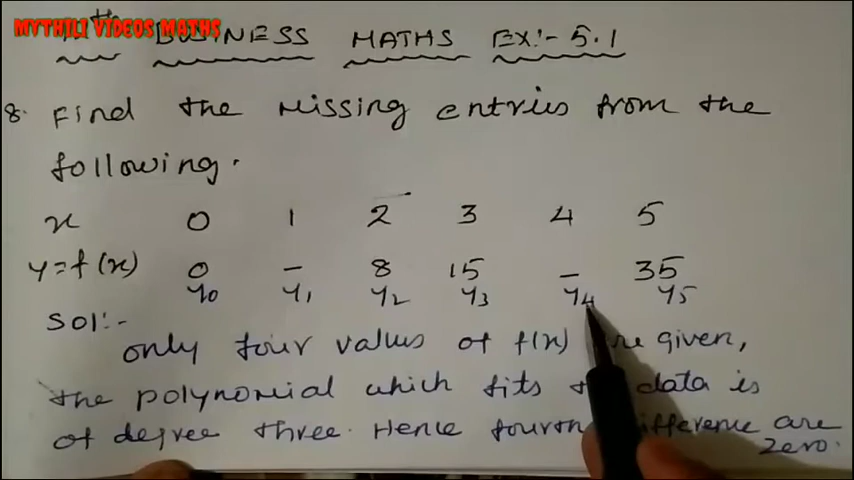 MYTHILI VIDEOS MATHS
th BUSINESS MATHS EX:- 5.1
8. Find the missing entries from the
following.
x 0 1 2 3 4 5
y=f(x) 0 – 8 15 – 35
y0 y1 y2 y3 y4 y5
Sol:-
only four values of f(x) are given,
the polynomial which fits data is
of degree three. Hence fourth difference are
zero.